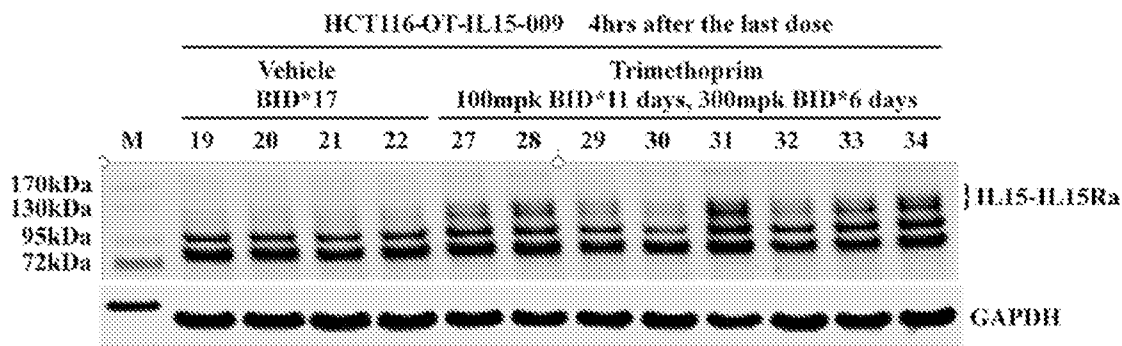 HCT116-OT-IL15-009 4hrs after the last dose
Vehicle Trimethoprim
BID*17 100mpk BID*11 days, 300mpk BID*6 days
M 19 20 21 22 27 28 29 30 31 32 33 34
170kDa
130kDa } IL15-IL15Ra
95kDa
72kDa
GAPDH